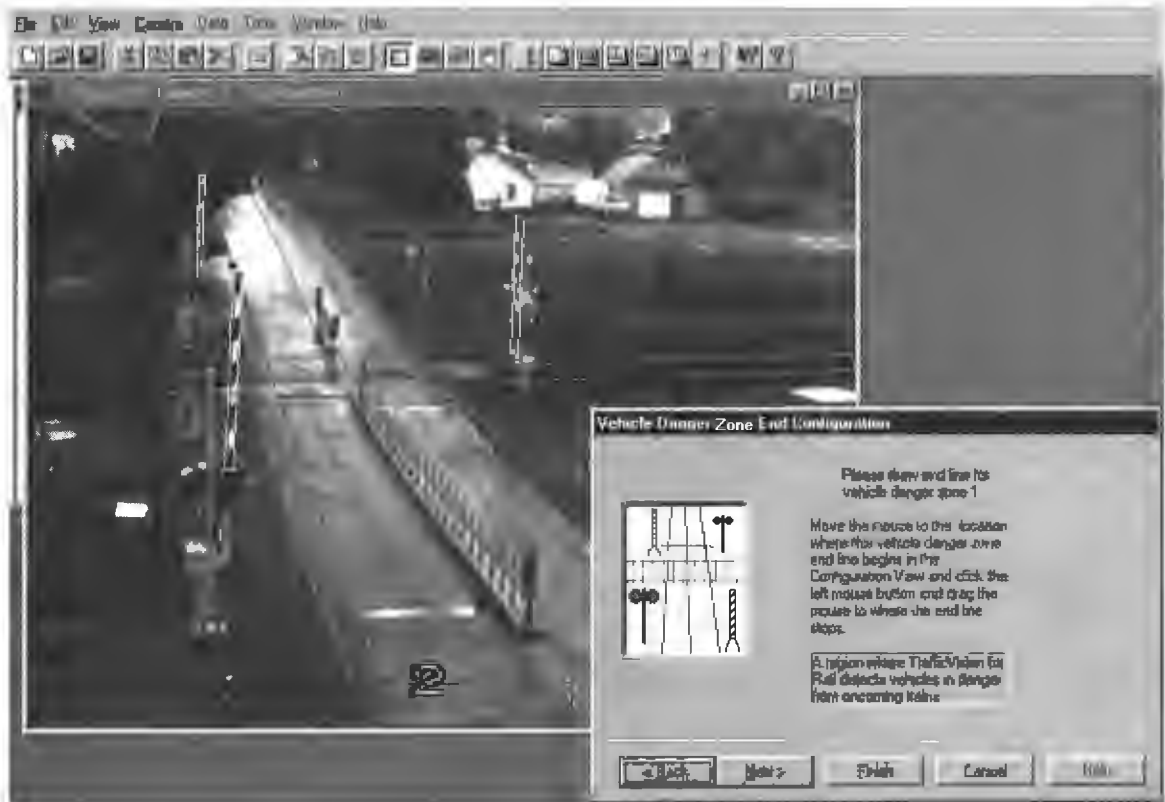 File Edit View Camera Data Tools Window Help
Vehicle Danger Zone End Configuration
Please draw end line for
vehicle danger zone 1
Move the mouse to the location
where the vehicle danger zone
end line begins in the
Configuration View and click the
left mouse button and drag the
mouse to where the end line
stops.
A region where TrafficVision for
Rail detects vehicles in danger
from oncoming trains
< Back Next > Finish Cancel Help